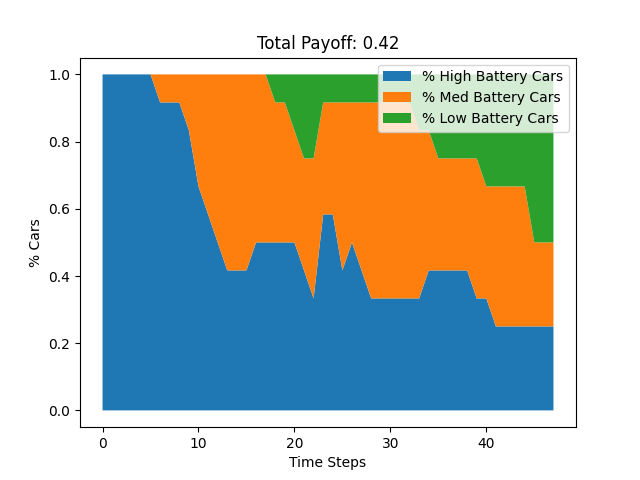 Total Payoff: 0.42
% High Battery Cars
% Med Battery Cars
% Low Battery Cars
1.0
0.8
0.6
0.4
0.2
0.0
% Cars
0
10
20
30
40
Time Steps